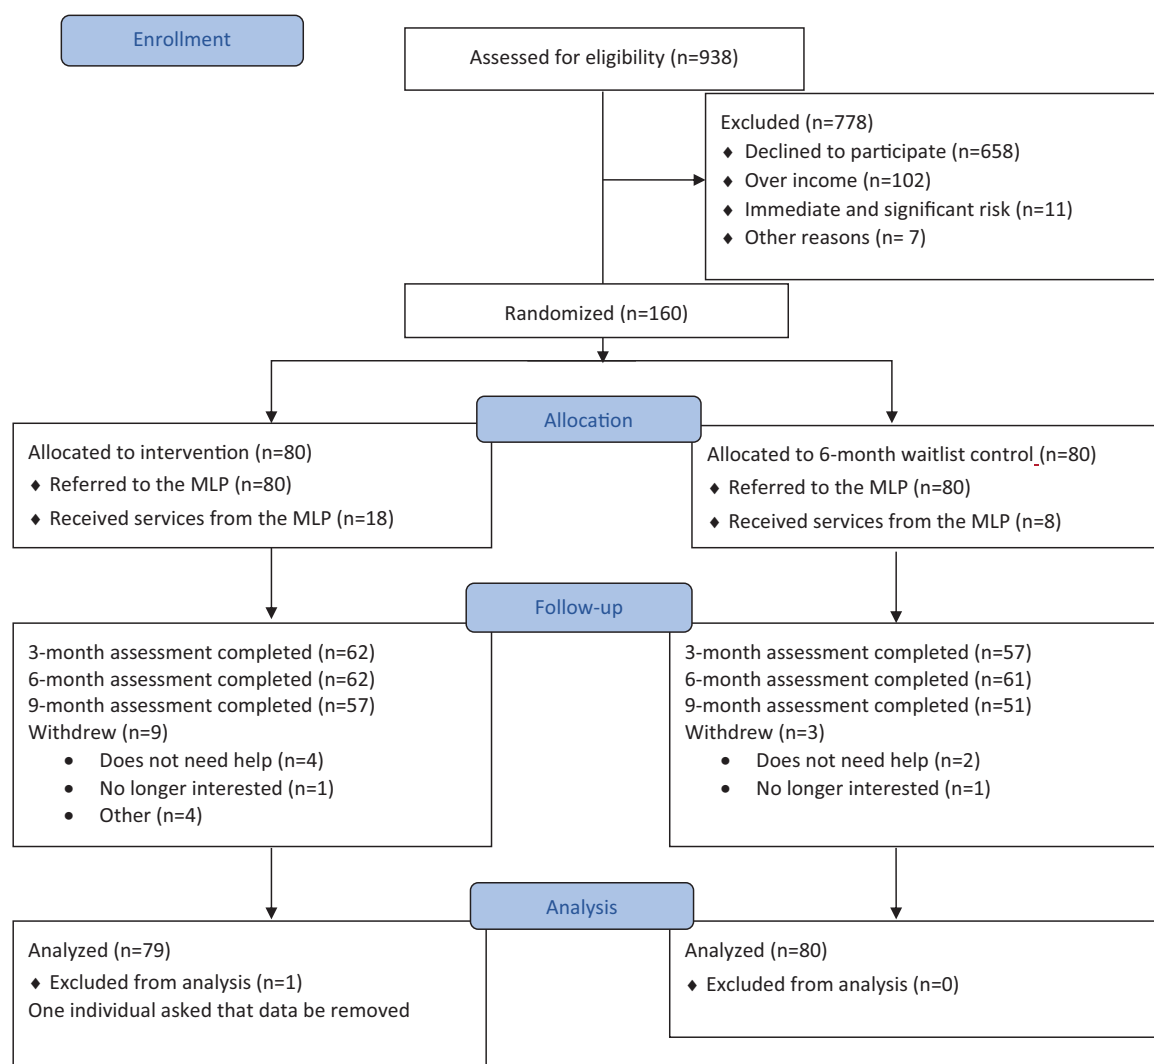 Enrollment
Assessed for eligibility (n=938)
Excluded (n=778)
♦ Declined to participate (n=658)
♦ Over income (n=102)
♦ Immediate and significant risk (n=11)
♦ Other reasons (n= 7)
Randomized (n=160)
Allocation
Allocated to intervention (n=80)
♦ Referred to the MLP (n=80)
♦ Received services from the MLP (n=18)
Allocated to 6-month waitlist control (n=80)
♦ Referred to the MLP (n=80)
♦ Received services from the MLP (n=8)
Follow-up
3-month assessment completed (n=62)
6-month assessment completed (n=62)
9-month assessment completed (n=57)
Withdrew (n=9)
• Does not need help (n=4)
• No longer interested (n=1)
• Other (n=4)
3-month assessment completed (n=57)
6-month assessment completed (n=61)
9-month assessment completed (n=51)
Withdrew (n=3)
• Does not need help (n=2)
• No longer interested (n=1)
Analysis
Analyzed (n=79)
♦ Excluded from analysis (n=1)
One individual asked that data be removed
Analyzed (n=80)
♦ Excluded from analysis (n=0)